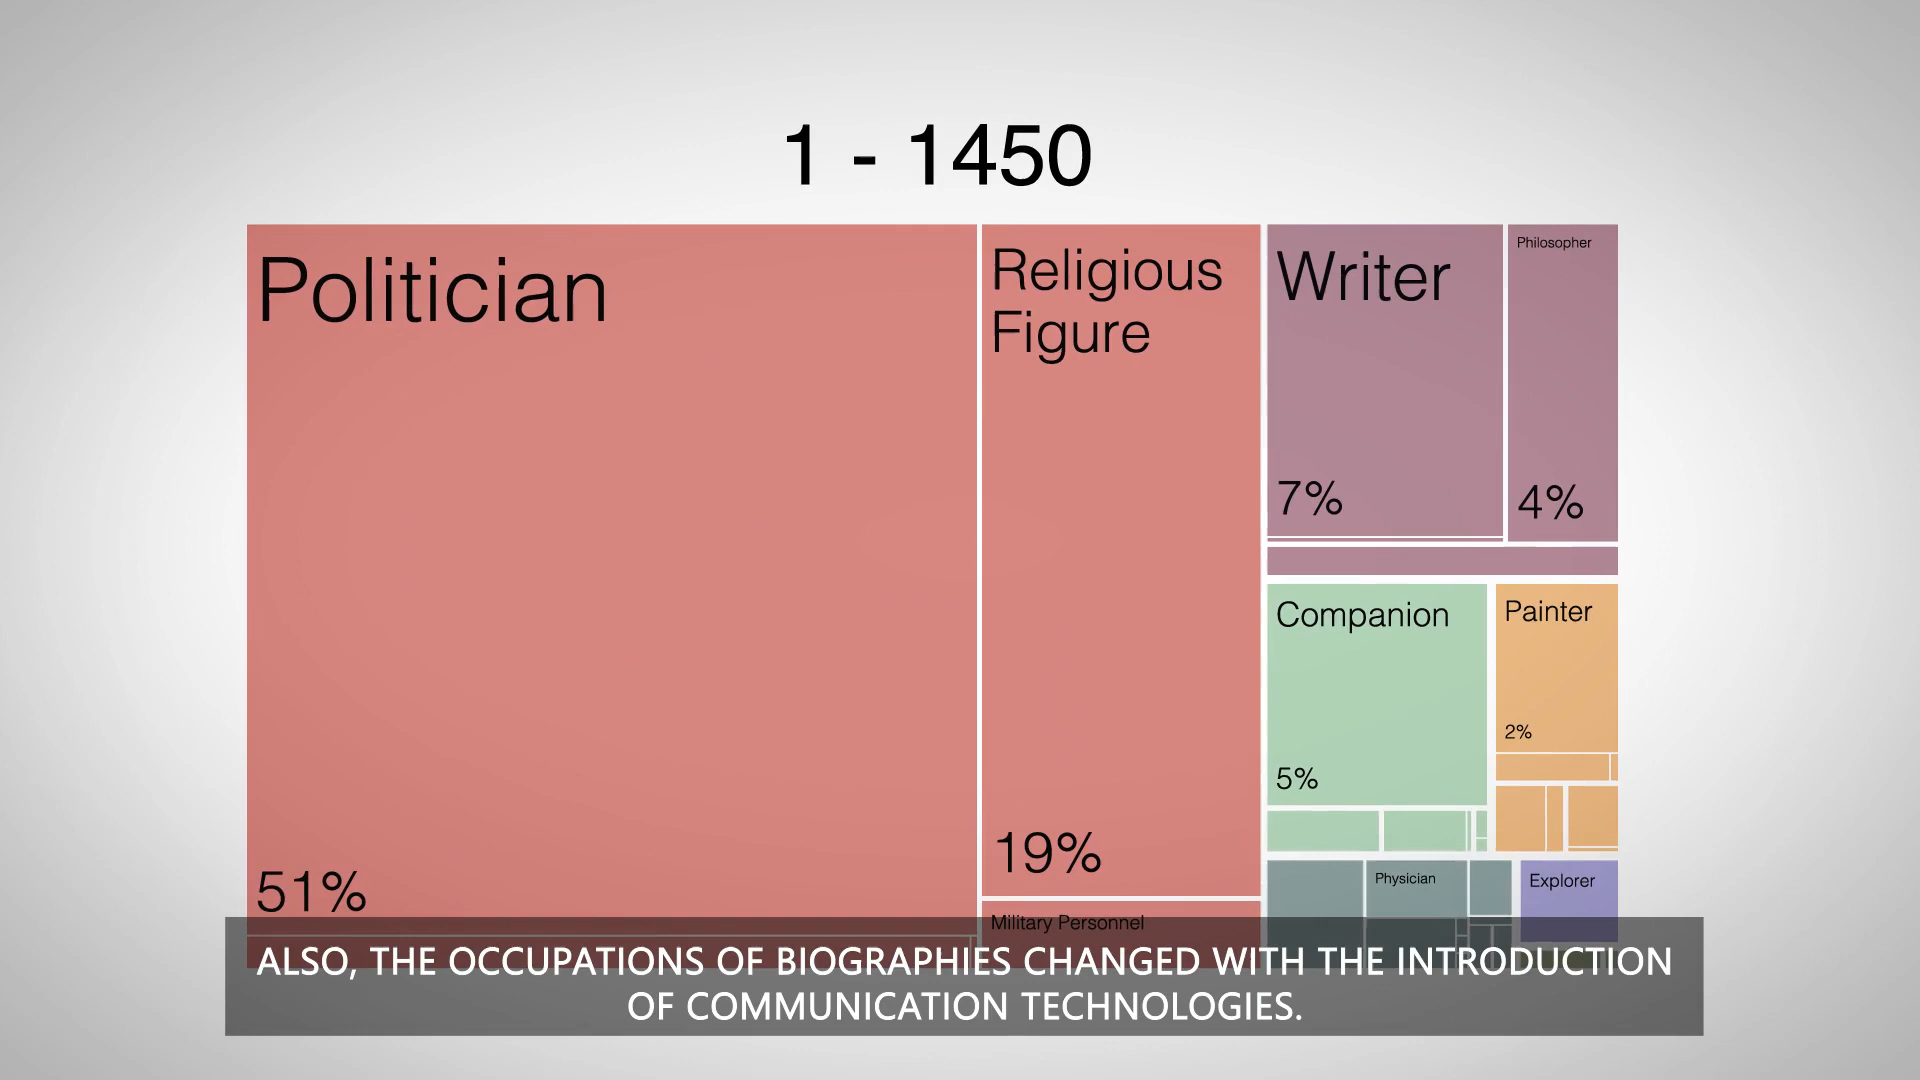 1 - 1450
Politician
51%
Religious
Figure
19%
Military Personnel
Writer
7%
Philosopher
4%
Companion
5%
Painter
2%
Physician
Explorer
ALSO, THE OCCUPATIONS OF BIOGRAPHIES CHANGED WITH THE INTRODUCTION
OF COMMUNICATION TECHNOLOGIES.